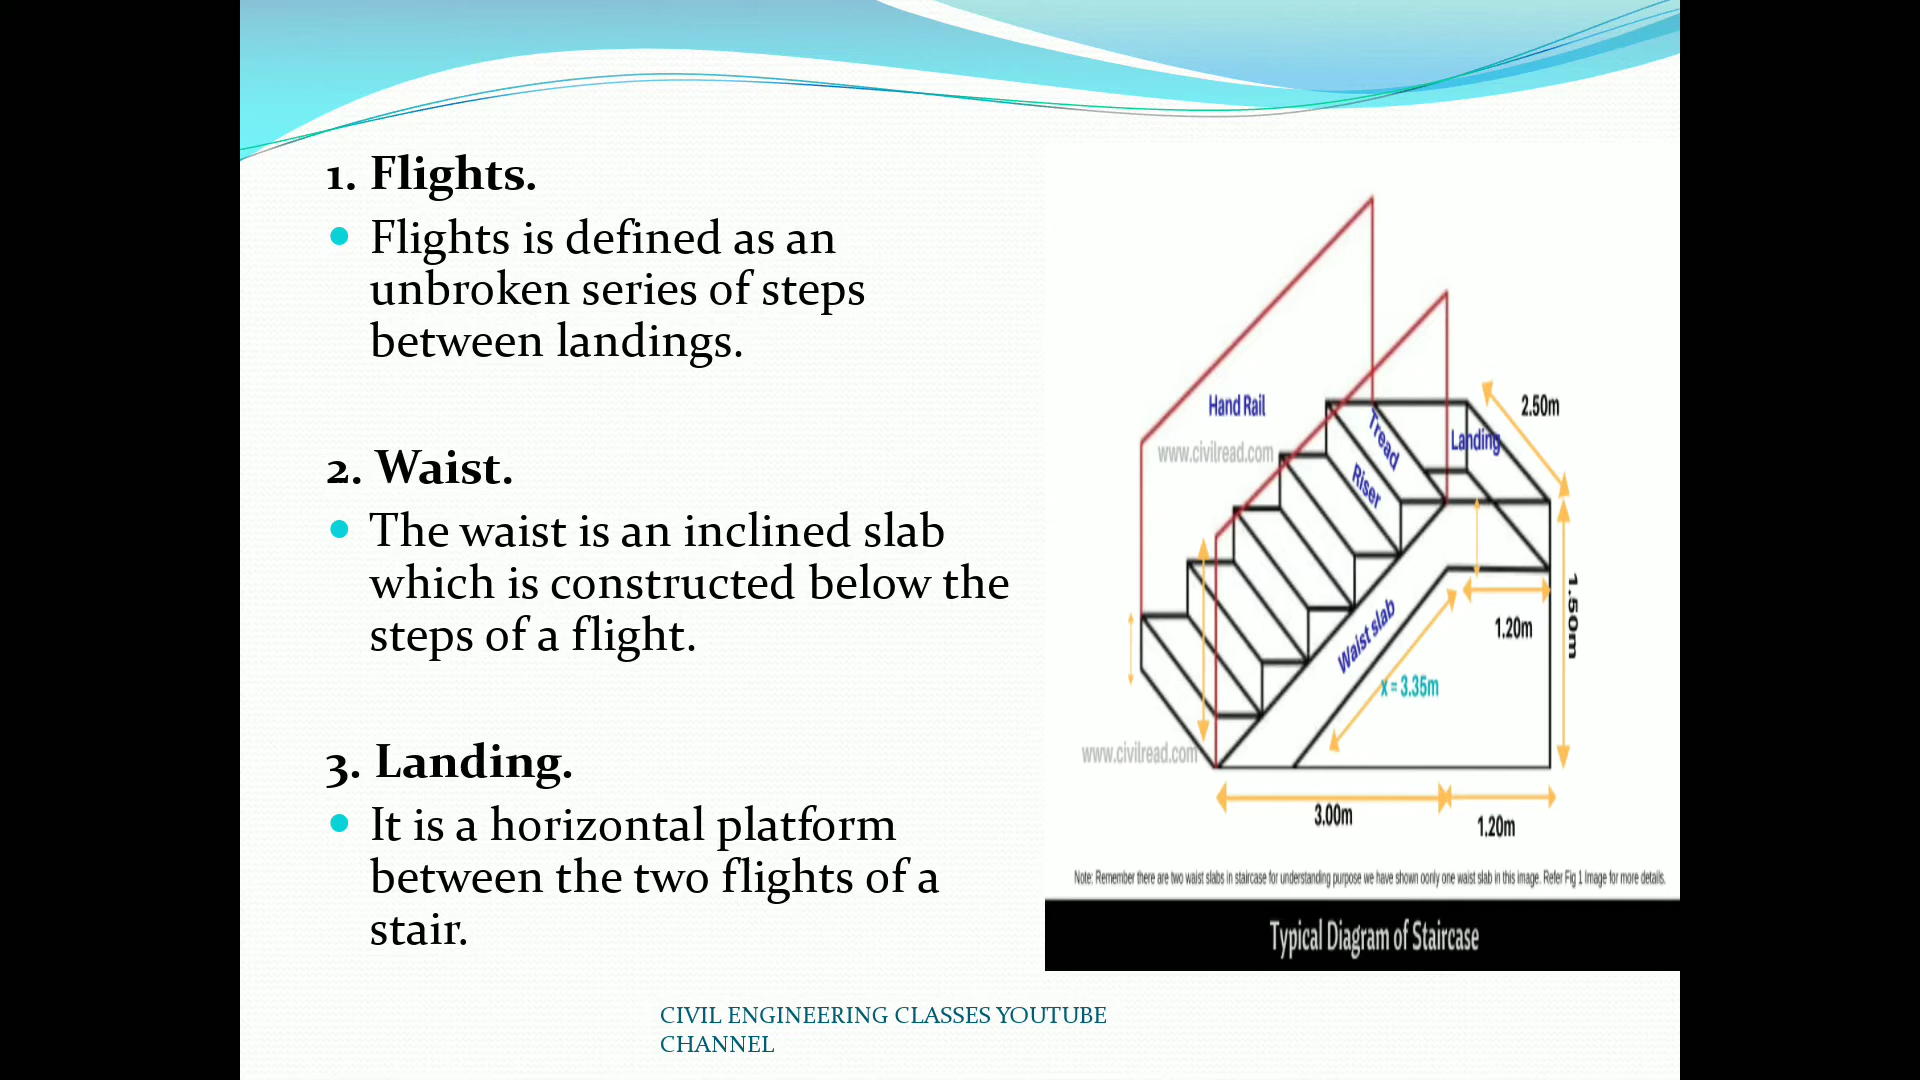 1. Flights.
Flights is defined as an
unbroken series of steps
between landings.
2. Waist.
The waist is an inclined slab
which is constructed below the
steps of a flight.
3. Landing.
It is a horizontal platform
between the two flights of a
stair.
Hand Rail
www.civilread.com
Tread
Riser
Landing
2.50m
1.50m
1.20m
Waist slab
x = 3.35m
www.civilread.com
3.00m
1.20m
Note: Remember there are two waist slabs in staircase for understanding purpose we have shown oonly one waist slab in this image. Refer Fig 1 Image for more details.
Typical Diagram of Staircase
CIVIL ENGINEERING CLASSES YOUTUBE
CHANNEL